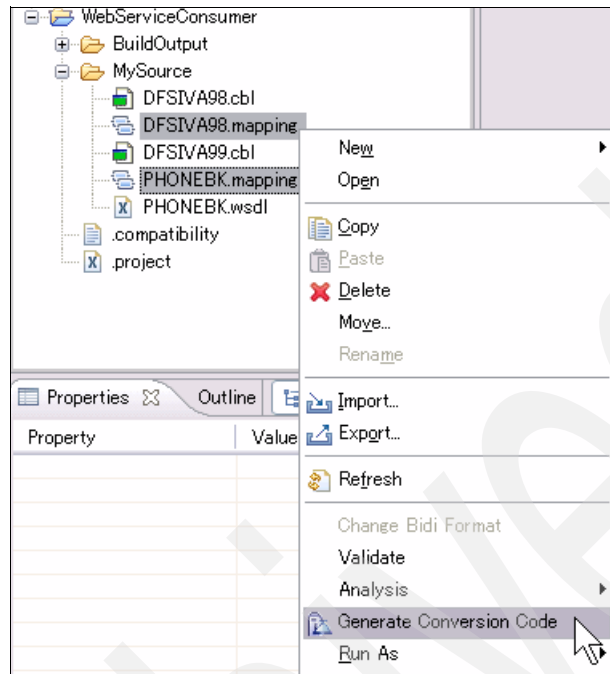 WebServiceConsumer
BuildOutput
MySource
DFSIVA98.cbl
DFSIVA98.mapping
DFSIVA99.cbl
PHONEBK.mapping
PHONEBK.wsdl
.compatibility
.project
New
Open
Copy
Paste
Delete
Move...
Rename
Import...
Export...
Refresh
Change Bidi Format
Validate
Analysis
Generate Conversion Code
Run As
Properties Outline
Property Value